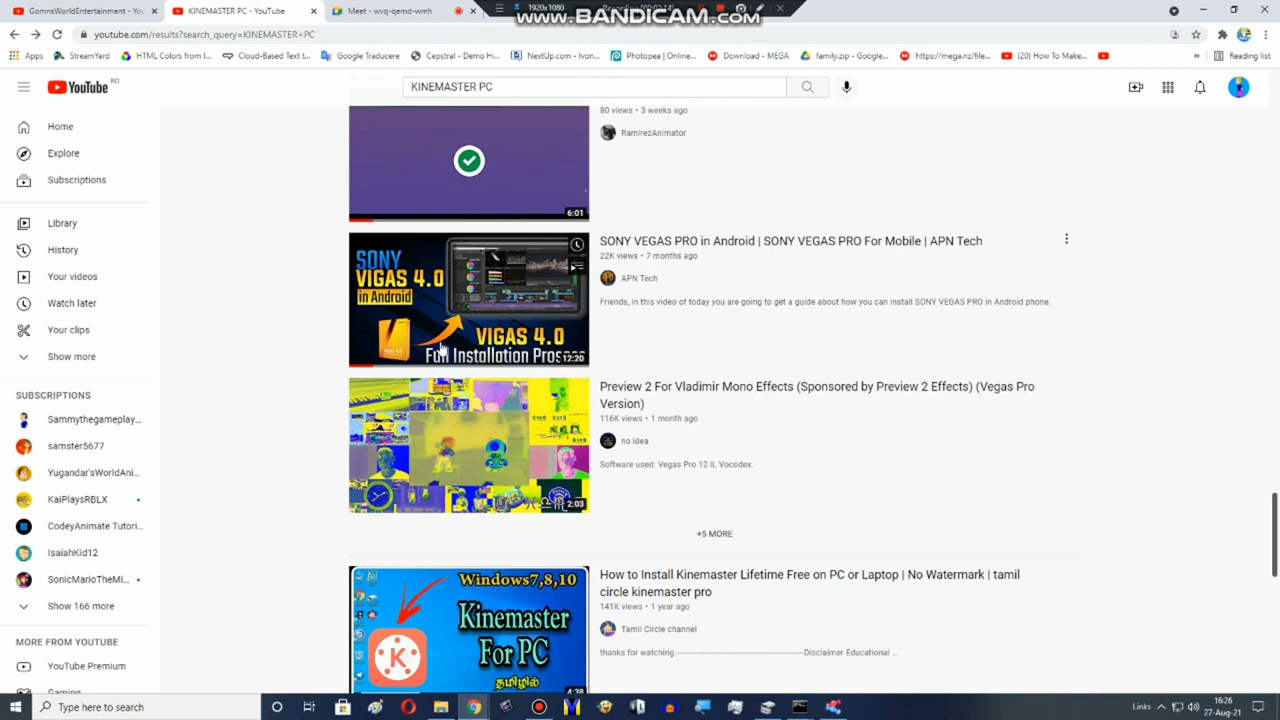 GomnsWorldEntertainment - You
KINEMASTER PC - YouTube
Meet - wvq-qemd-wmh
1920x1080
www.BANDICAM.com
youtube.com/results?search_query=KINEMASTER+PC
Apps
StreamYard
HTML Colors from I...
Cloud-Based Text t...
Google Traducere
Cepstral - Demo Hi...
NextUp.com - Ivon...
Photopea | Online...
Download - MEGA
family.zip - Google...
https://mega.nz/file...
(20) How To Make...
»
Reading list
YouTube RO
KINEMASTER PC
Home
Explore
Subscriptions
Library
History
Your videos
Watch later
Your clips
Show more
SUBSCRIPTIONS
Sammythegameplay...
samster5677
Yugandar'sWorldAni...
KaiPlaysRBLX
CodeyAnimate Tutori...
IsaiahKid12
SonicMarioTheMi...
Show 166 more
MORE FROM YOUTUBE
YouTube Premium
Gaming
80 views • 3 weeks ago
RamirezAnimator
6:01
SONY VIGAS 4.0 in Android
VIGAS 4.0
Full Installation Pros
12:20
SONY VEGAS PRO in Android | SONY VEGAS PRO For Mobile | APN Tech
22K views • 7 months ago
APN Tech
Friends, in this video of today you are going to get a guide about how you can install SONY VEGAS PRO in Android phone.
Preview 2 For Vladimir Mono Effects (Sponsored by Preview 2 Effects) (Vegas Pro
Version)
116K views • 1 month ago
no idea
Software used: Vegas Pro 12 IL Vocodex.
2:03
+5 MORE
Windows7,8,10
Kinemaster
For PC
தமிழில்
K
4:38
How to Install Kinemaster Lifetime Free on PC or Laptop | No Watermark | tamil
circle kinemaster pro
141K views • 1 year ago
Tamil Circle channel
thanks for watching -----------------------------------------Disclaimer Educational ...
Type here to search
Links
16:26
27-Aug-21